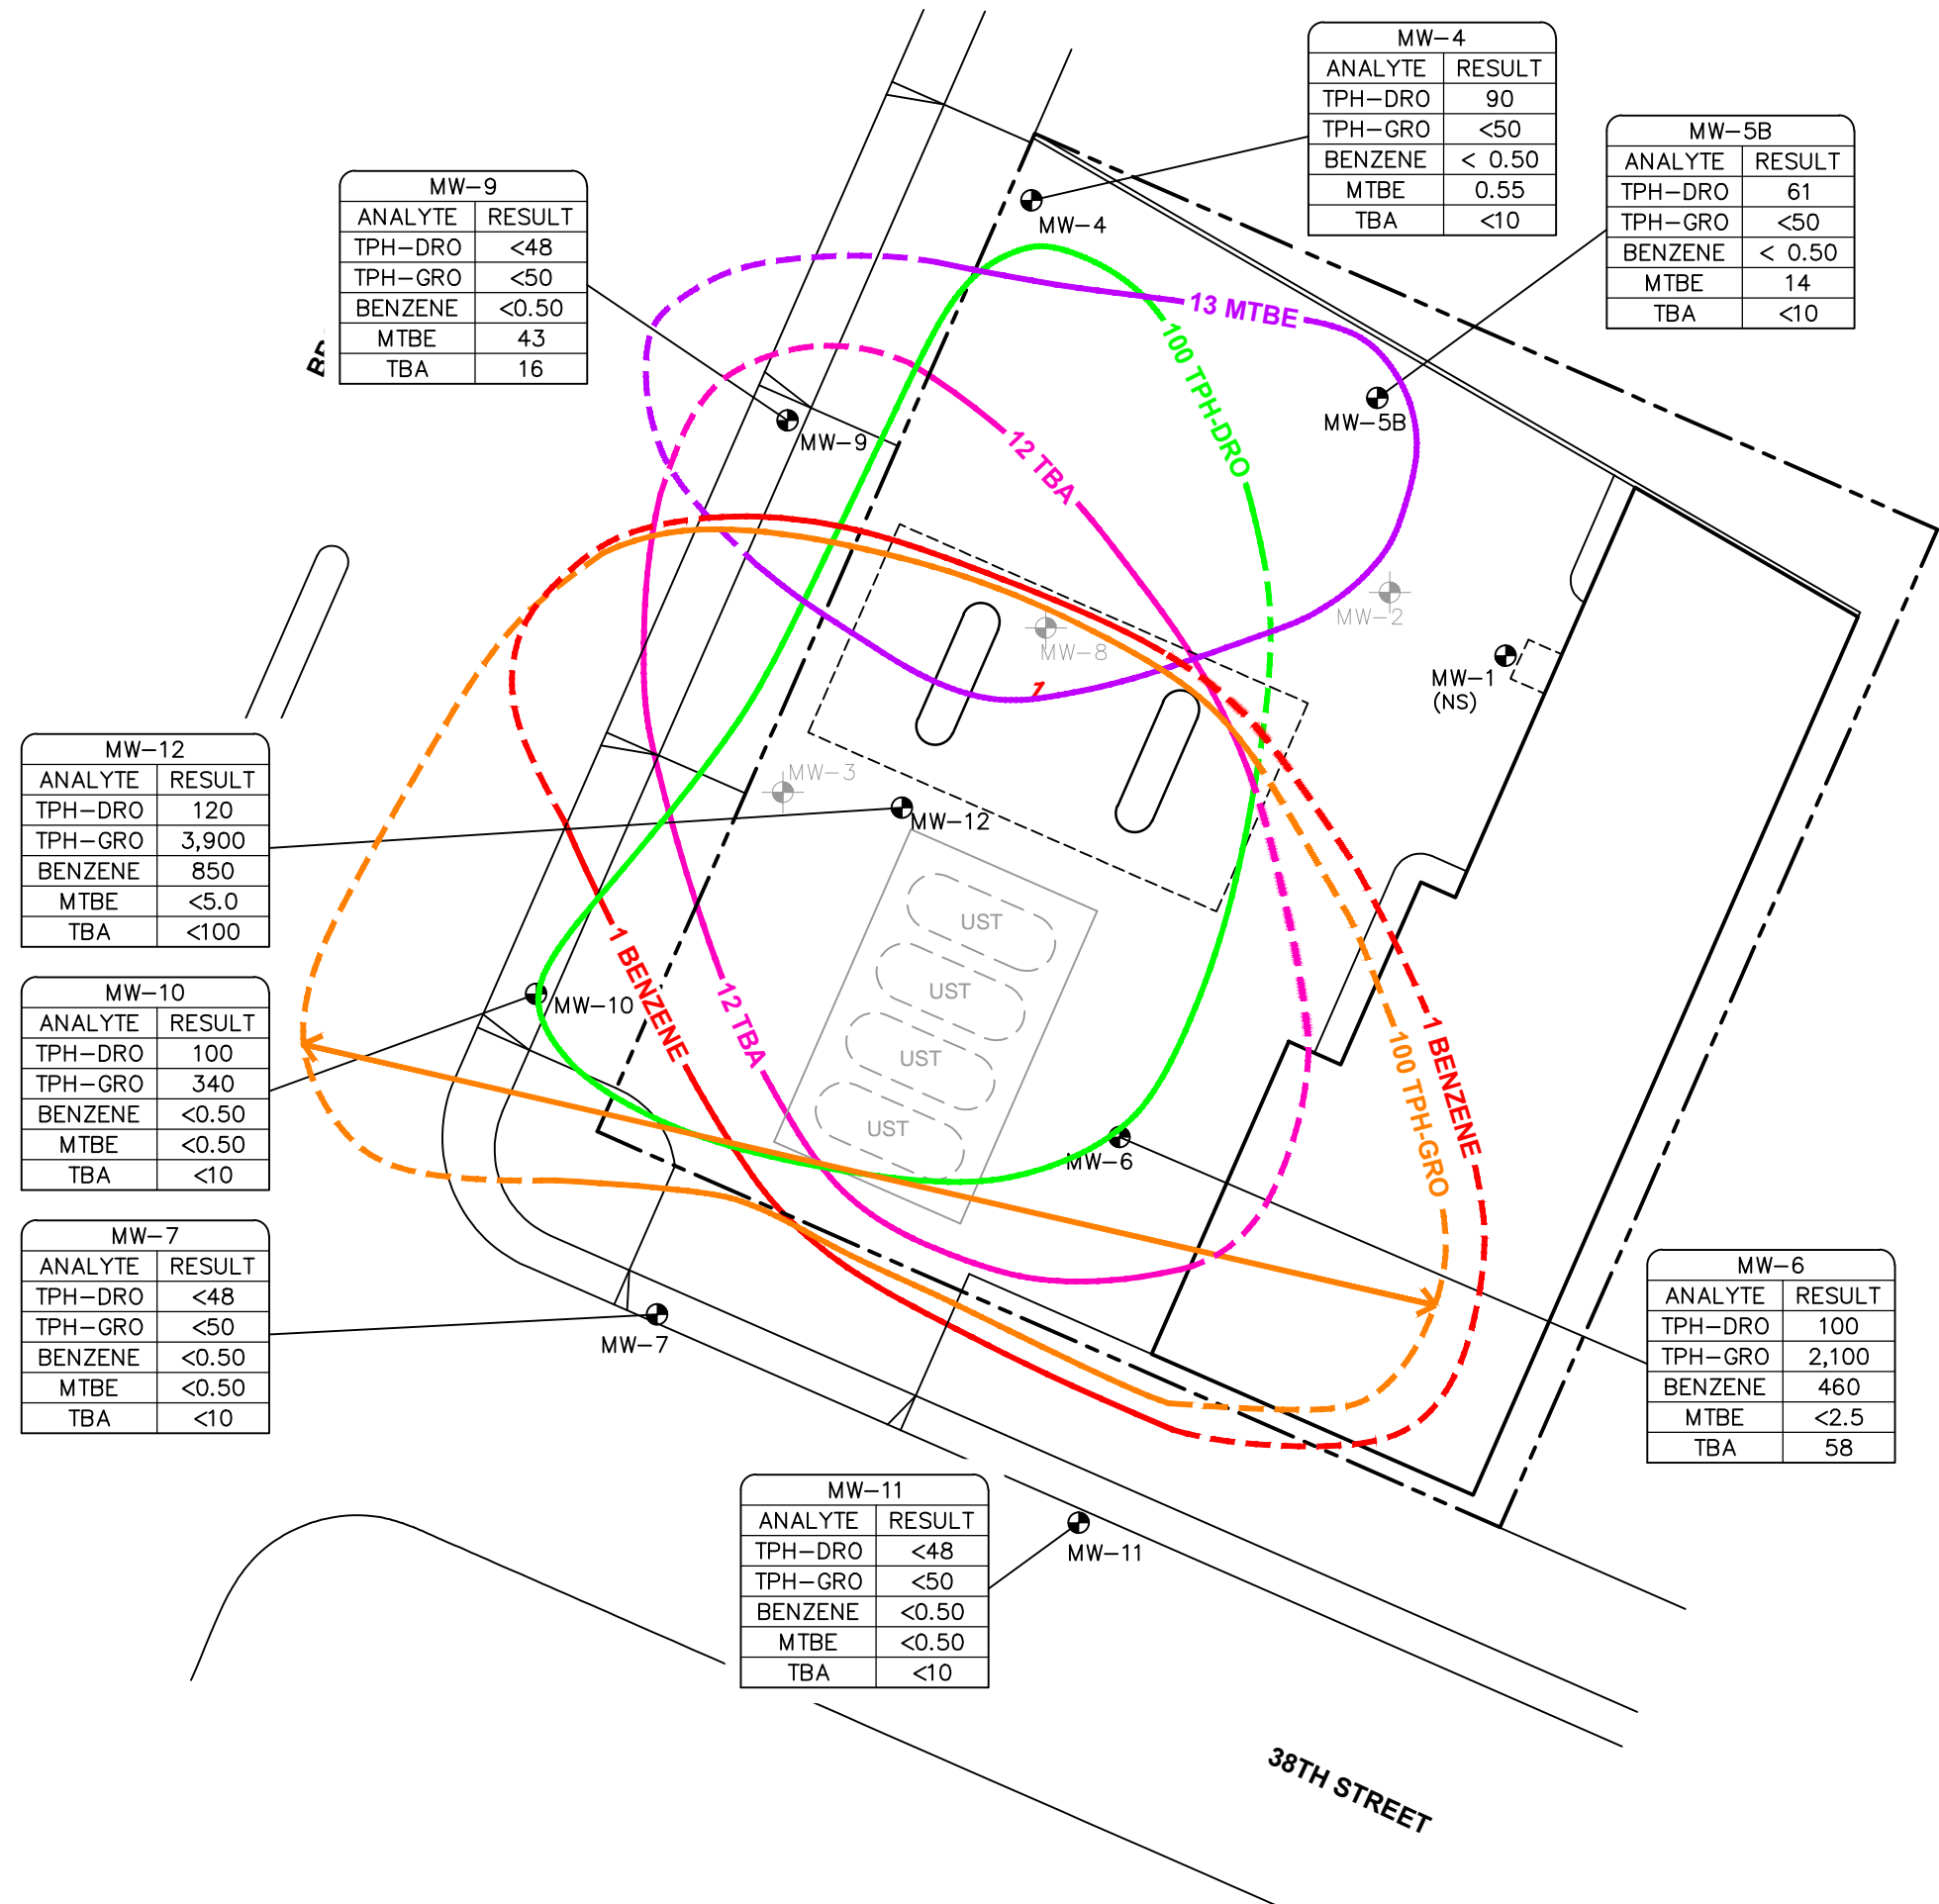 MW-4
ANALYTE RESULT
TPH-DRO 90
TPH-GRO <50
BENZENE < 0.50
MTBE 0.55
TBA <10
MW-5B
ANALYTE RESULT
TPH-DRO 61
TPH-GRO <50
BENZENE < 0.50
MTBE 14
TBA <10
MW-9
ANALYTE RESULT
TPH-DRO <48
TPH-GRO <50
BENZENE <0.50
MTBE 43
TBA 16
MW-4
13 MTBE
100 TPH-DRO
MW-5B
MW-9
12 TBA
MW-2
MW-8
MW-1
(NS)
1
MW-3
MW-12
MW-12
ANALYTE RESULT
TPH-DRO 120
TPH-GRO 3,900
BENZENE 850
MTBE <5.0
TBA <100
UST
UST
UST
UST
MW-10
1 BENZENE
12 TBA
100 TPH-GRO
1 BENZENE
MW-10
ANALYTE RESULT
TPH-DRO 100
TPH-GRO 340
BENZENE <0.50
MTBE <0.50
TBA <10
MW-6
MW-7
ANALYTE RESULT
TPH-DRO <48
TPH-GRO <50
BENZENE <0.50
MTBE <0.50
TBA <10
MW-7
MW-6
ANALYTE RESULT
TPH-DRO 100
TPH-GRO 2,100
BENZENE 460
MTBE <2.5
TBA 58
MW-11
ANALYTE RESULT
TPH-DRO <48
TPH-GRO <50
BENZENE <0.50
MTBE <0.50
TBA <10
MW-11
38TH STREET